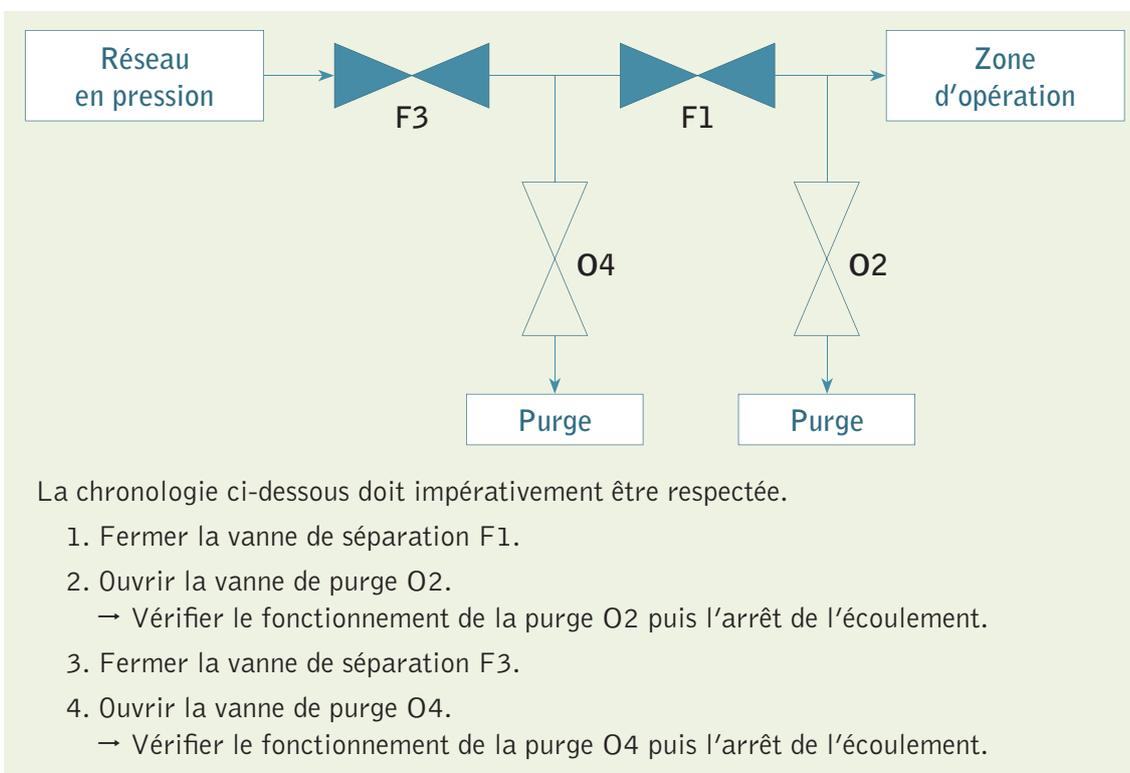 Réseau
en pression
F3
F1
Zone
d'opération
O4
O2
Purge
Purge
La chronologie ci-dessous doit impérativement être respectée.
1. Fermer la vanne de séparation F1.
2. Ouvrir la vanne de purge O2.
→ Vérifier le fonctionnement de la purge O2 puis l'arrêt de l'écoulement.
3. Fermer la vanne de séparation F3.
4. Ouvrir la vanne de purge O4.
→ Vérifier le fonctionnement de la purge O4 puis l'arrêt de l'écoulement.